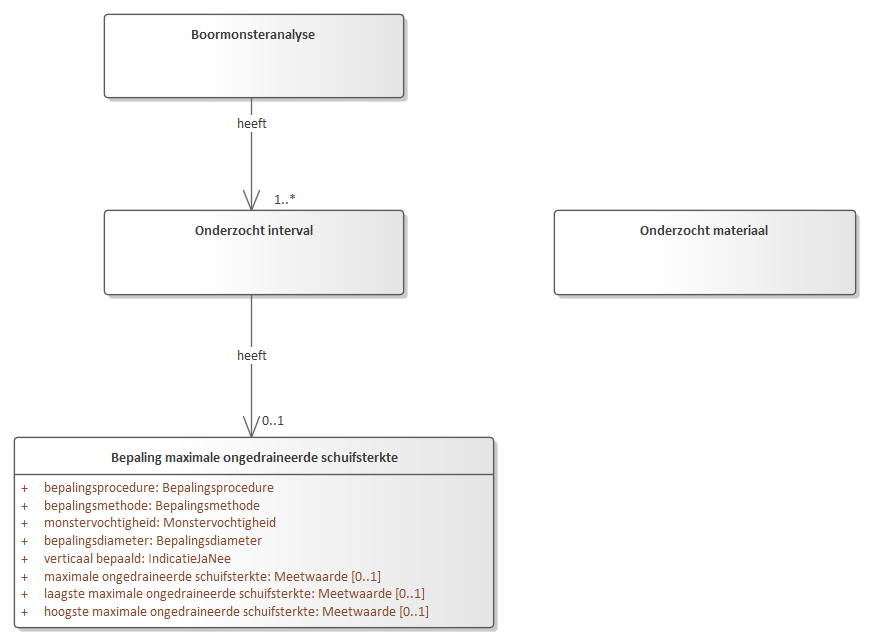 Boormonsteranalyse
heeft
1..*
Onderzocht interval
Onderzocht materiaal
heeft
0..1
Bepaling maximale ongedraineerde schuifsterkte
+ bepalingsprocedure: Bepalingsprocedure
+ bepalingsmethode: Bepalingsmethode
+ monstervochtigheid: Monstervochtigheid
+ bepalingsdiameter: Bepalingsdiameter
+ verticaal bepaald: IndicatieJaNee
+ maximale ongedraineerde schuifsterkte: Meetwaarde [0..1]
+ laagste maximale ongedraineerde schuifsterkte: Meetwaarde [0..1]
+ hoogste maximale ongedraineerde schuifsterkte: Meetwaarde [0..1]